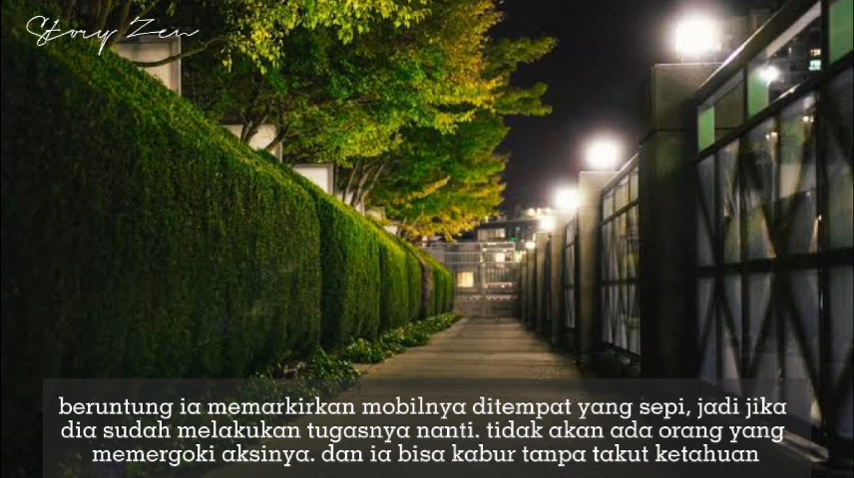 Story Zen
beruntung ia memarkirkan mobilnya ditempat yang sepi, jadi jika
dia sudah melakukan tugasnya nanti. tidak akan ada orang yang
memergoki aksinya. dan ia bisa kabur tanpa takut ketahuan